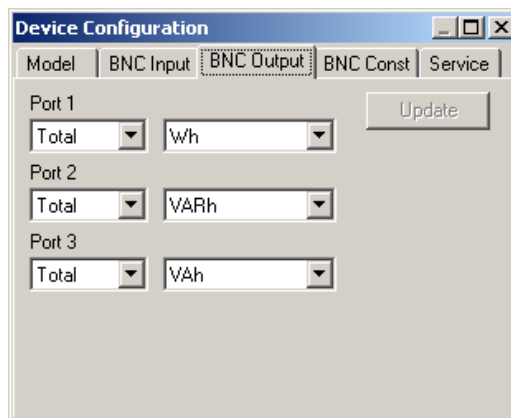 Device Configuration
Model BNC Input BNC Output BNC Const Service
Port 1
Total Wh Update
Port 2
Total VARh
Port 3
Total VAh